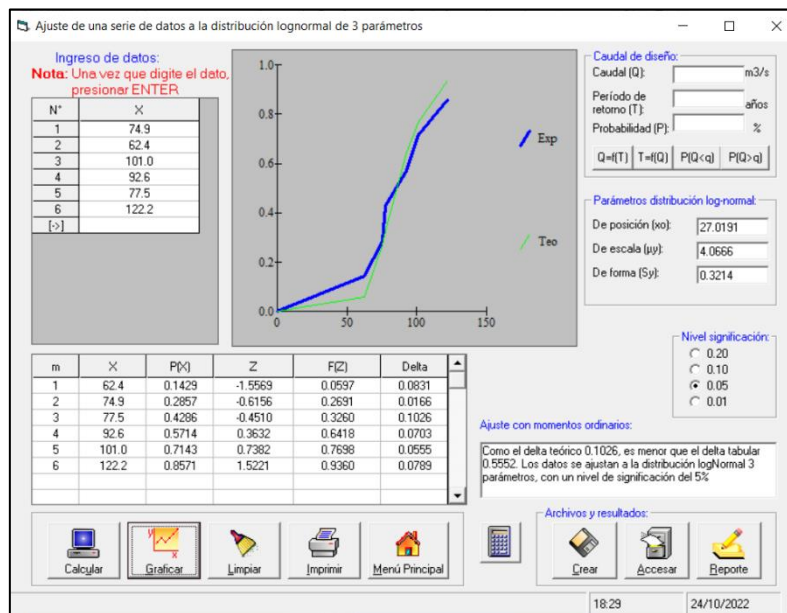 Ajuste de una serie de datos a la distribución lognormal de 3 parámetros
Ingreso de datos:
Nota: Una vez que digite el dato,
presionar ENTER
N° X
1 74.9
2 62.4
3 101.0
4 92.6
5 77.5
6 122.2
[->]
1.0
0.8
0.6
0.4
0.2
0.0
0 50 100 150
Exp
Teo
Caudal de diseño:
Caudal (Q): m3/s
Período de
retorno (T): años
Probabilidad (P): %
Q=f(T) T=f(Q) P(Q<q) P(Q>q)
Parámetros distribución log-normal:
De posición (xo): 27.0191
De escala (µy): 4.0666
De forma (Sy): 0.3214
Nivel significación:
0.20
0.10
0.05
0.01
m X P(X) Z F(Z) Delta
1 62.4 0.1429 -1.5569 0.0597 0.0831
2 74.9 0.2857 -0.6156 0.2691 0.0166
3 77.5 0.4286 -0.4510 0.3260 0.1026
4 92.6 0.5714 0.3632 0.6418 0.0703
5 101.0 0.7143 0.7382 0.7698 0.0555
6 122.2 0.8571 1.5221 0.9360 0.0789
Ajuste con momentos ordinarios:
Como el delta teórico 0.1026, es menor que el delta tabular
0.5552. Los datos se ajustan a la distribución logNormal 3
parámetros, con un nivel de significación del 5%
Calcular Graficar Limpiar Imprimir Menú Principal
y
x
Archivos y resultados:
Crear Accesar Reporte
18:29 24/10/2022